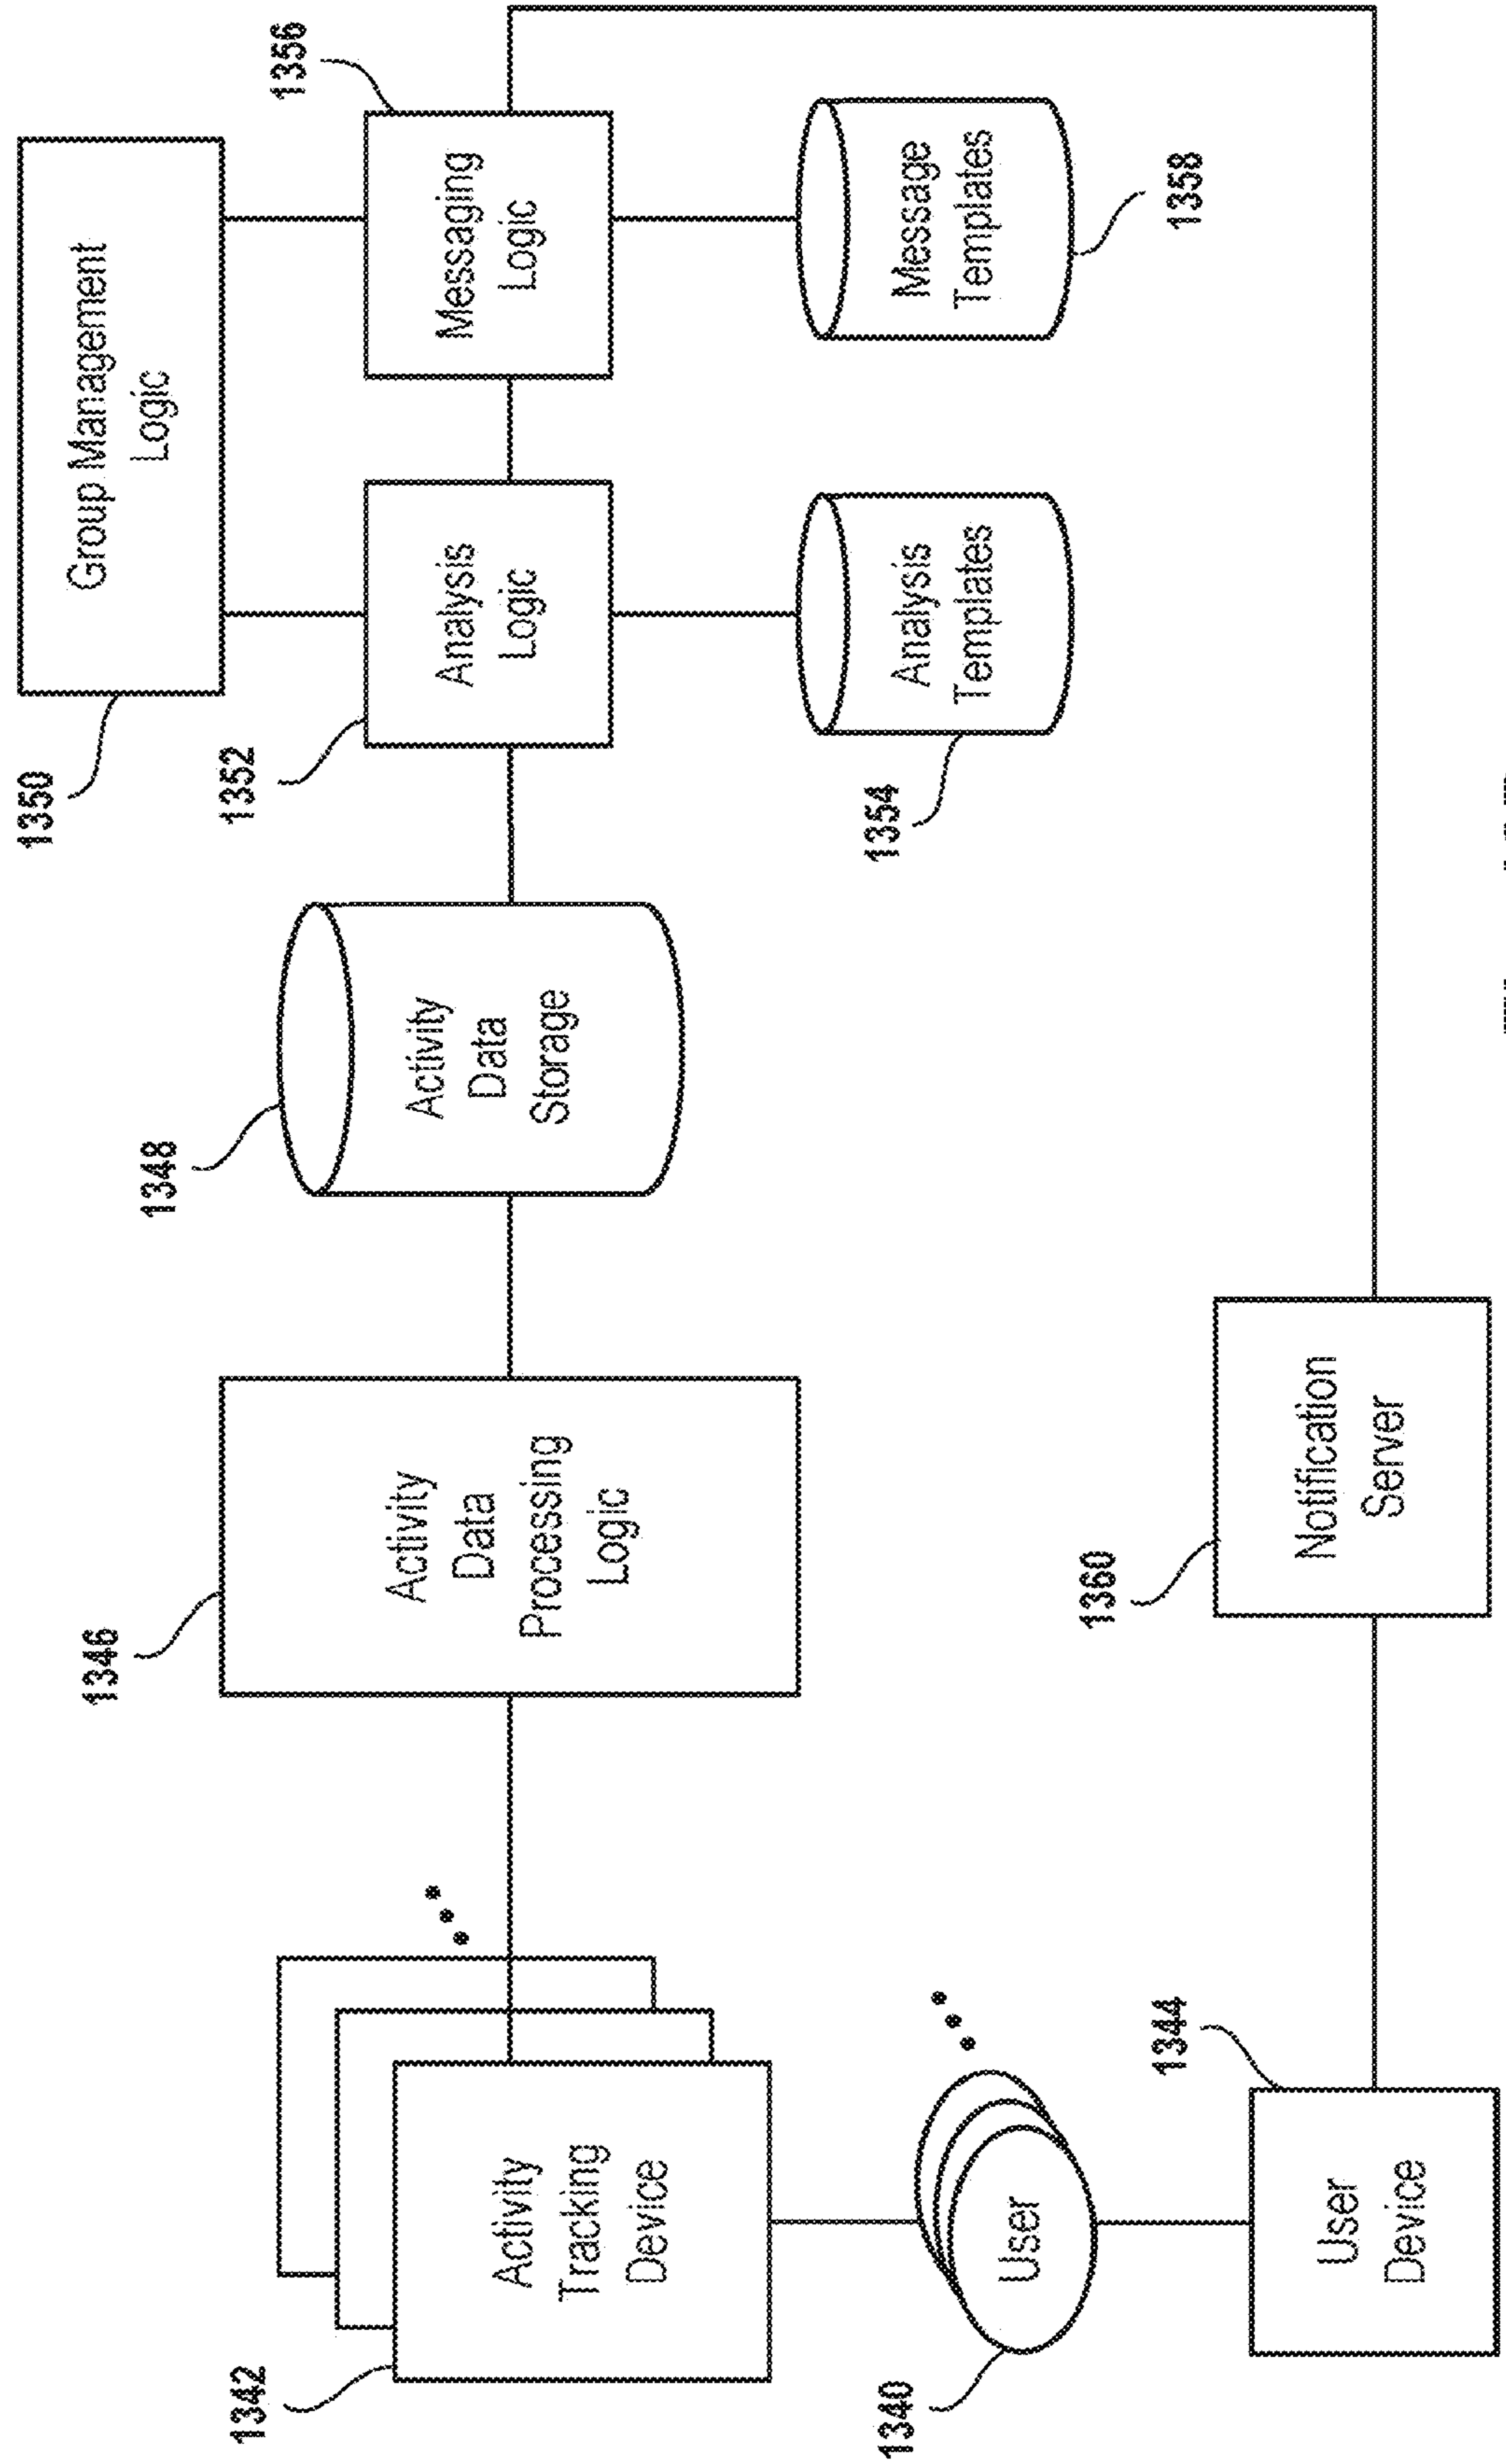 1350
Group Management
Logic
1356
1352
Analysis
Logic
Messaging
Logic
1348
Activity
Data
Storage
1346
Activity
Data
Processing
Logic
1342
Activity
Tracking
Device
1354
Analysis
Templates
Message
Templates
1358
1340
User
1360
Notification
Server
1344
User
Device